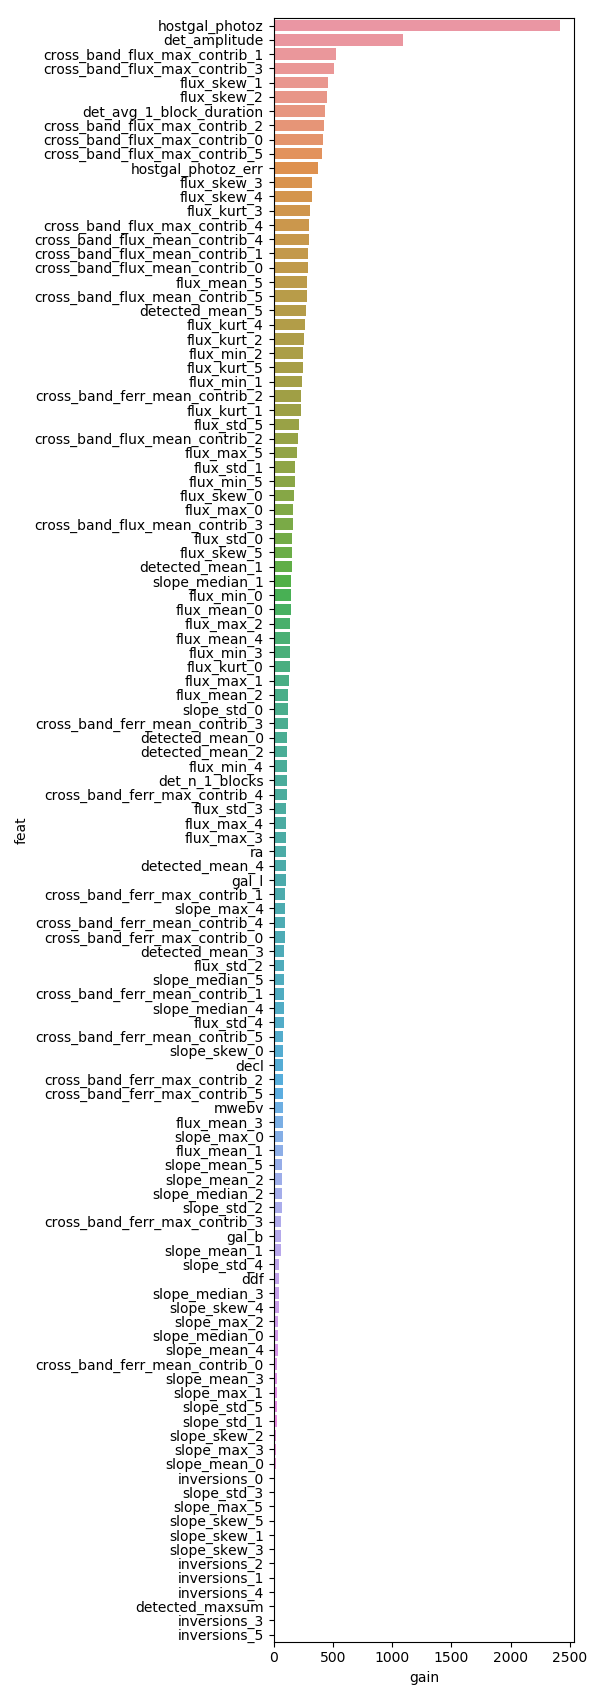 hostgal_photoz
det_amplitude
cross_band_flux_max_contrib_1
cross_band_flux_max_contrib_3
flux_skew_1
flux_skew_2
det_avg_1_block_duration
cross_band_flux_max_contrib_2
cross_band_flux_max_contrib_0
cross_band_flux_max_contrib_5
hostgal_photoz_err
flux_skew_3
flux_skew_4
flux_kurt_3
cross_band_flux_max_contrib_4
cross_band_flux_mean_contrib_4
cross_band_flux_mean_contrib_1
cross_band_flux_mean_contrib_0
flux_mean_5
cross_band_flux_mean_contrib_5
detected_mean_5
flux_kurt_4
flux_kurt_2
flux_min_2
flux_kurt_5
flux_min_1
cross_band_ferr_mean_contrib_2
flux_kurt_1
flux_std_5
cross_band_flux_mean_contrib_2
flux_max_5
flux_std_1
flux_min_5
flux_skew_0
flux_max_0
cross_band_flux_mean_contrib_3
flux_std_0
flux_skew_5
detected_mean_1
slope_median_1
flux_min_0
flux_mean_0
flux_max_2
flux_mean_4
flux_min_3
flux_kurt_0
flux_max_1
flux_mean_2
slope_std_0
cross_band_ferr_mean_contrib_3
detected_mean_0
detected_mean_2
flux_min_4
det_n_1_blocks
cross_band_ferr_max_contrib_4
flux_std_3
flux_max_4
flux_max_3
ra
detected_mean_4
gal_l
cross_band_ferr_max_contrib_1
slope_max_4
cross_band_ferr_mean_contrib_4
cross_band_ferr_max_contrib_0
detected_mean_3
flux_std_2
slope_median_5
cross_band_ferr_mean_contrib_1
slope_median_4
flux_std_4
cross_band_ferr_mean_contrib_5
slope_skew_0
decl
cross_band_ferr_max_contrib_2
cross_band_ferr_max_contrib_5
mwebv
flux_mean_3
slope_max_0
flux_mean_1
slope_mean_5
slope_mean_2
slope_median_2
slope_std_2
cross_band_ferr_max_contrib_3
gal_b
slope_mean_1
slope_std_4
ddf
slope_median_3
slope_skew_4
slope_max_2
slope_median_0
slope_mean_4
cross_band_ferr_mean_contrib_0
slope_mean_3
slope_max_1
slope_std_5
slope_std_1
slope_skew_2
slope_max_3
slope_mean_0
inversions_0
slope_std_3
slope_max_5
slope_skew_5
slope_skew_1
slope_skew_3
inversions_2
inversions_1
inversions_4
detected_maxsum
inversions_3
inversions_5
feat
0 500 1000 1500 2000 2500
gain